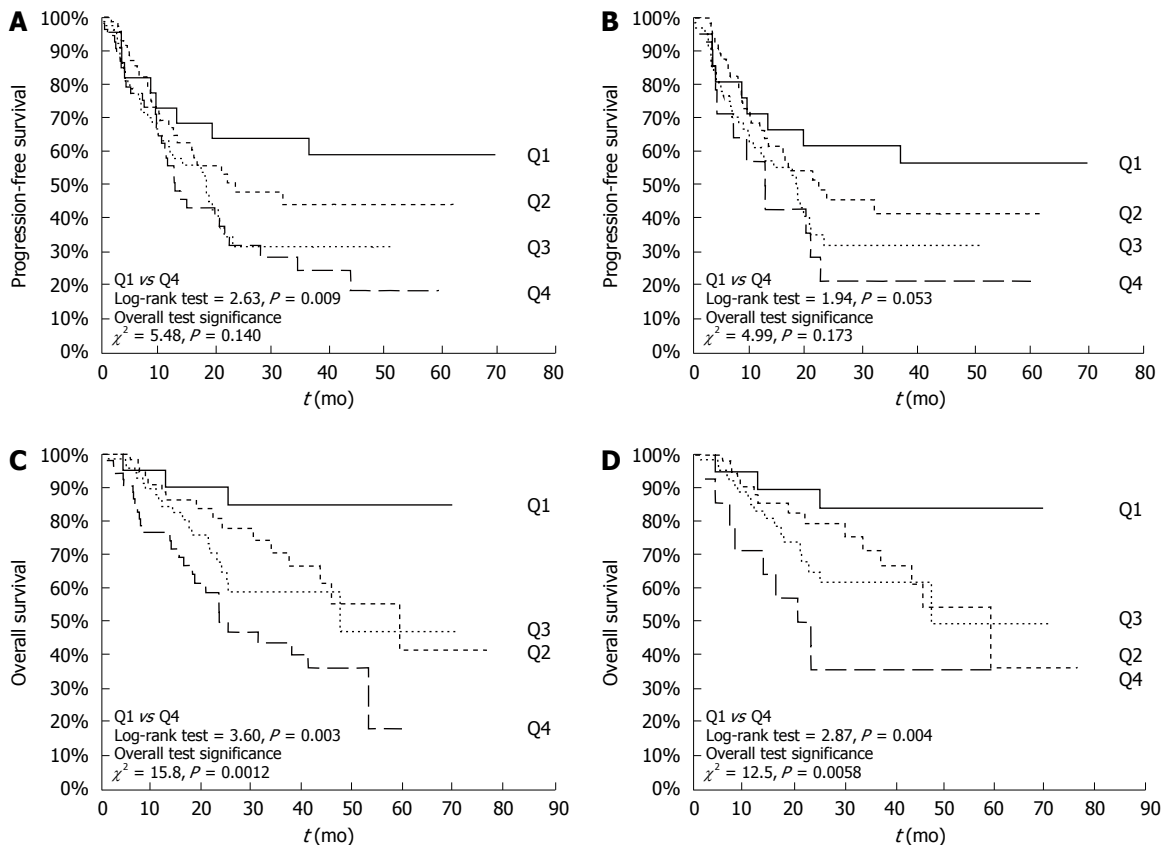 A
Progression-free survival
100%
90%
80%
70%
60%
50%
40%
30%
20%
10%
0%
Q1
Q2
Q3
Q4
Q1 vs Q4
Log-rank test = 2.63, P = 0.009
Overall test significance
χ² = 5.48, P = 0.140
0 10 20 30 40 50 60 70 80
t (mo)
B
Progression-free survival
100%
90%
80%
70%
60%
50%
40%
30%
20%
10%
0%
Q1
Q2
Q3
Q4
Q1 vs Q4
Log-rank test = 1.94, P = 0.053
Overall test significance
χ² = 4.99, P = 0.173
0 10 20 30 40 50 60 70 80
t (mo)
C
Overall survival
100%
90%
80%
70%
60%
50%
40%
30%
20%
10%
0%
Q1
Q3
Q2
Q4
Q1 vs Q4
Log-rank test = 3.60, P = 0.003
Overall test significance
χ² = 15.8, P = 0.0012
0 10 20 30 40 50 60 70 80 90
t (mo)
D
Overall survival
100%
90%
80%
70%
60%
50%
40%
30%
20%
10%
0%
Q1
Q3
Q2
Q4
Q1 vs Q4
Log-rank test = 2.87, P = 0.004
Overall test significance
χ² = 12.5, P = 0.0058
0 10 20 30 40 50 60 70 80 90
t (mo)